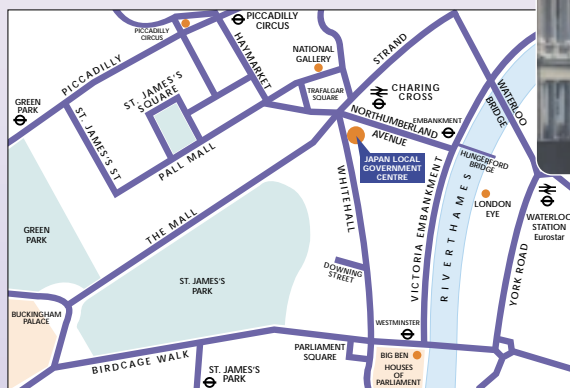 PICCADILLY
CIRCUS
PICCADILLY
CIRCUS
HAYMARKET
NATIONAL
GALLERY
STRAND
PICCADILLY
ST. JAMES'S
SQUARE
TRAFALGAR
SQUARE
CHARING
CROSS
WATERLOO
BRIDGE
GREEN
PARK
ST. JAMES'S ST
NORTHUMBERLAND
AVENUE
EMBANKMENT
PALL MALL
HUNGERFORD
BRIDGE
JAPAN LOCAL
GOVERNMENT
CENTRE
WHITEHALL
LONDON
EYE
WATERLOO
STATION
Eurostar
VICTORIA EMBANKMENT
RIVER THAMES
YORK ROAD
THE MALL
GREEN
PARK
DOWNING
STREET
ST. JAMES'S
PARK
BUCKINGHAM
PALACE
WESTMINSTER
PARLIAMENT
SQUARE
BIG BEN
HOUSES
OF
PARLIAMENT
BIRDCAGE WALK
ST. JAMES'S
PARK